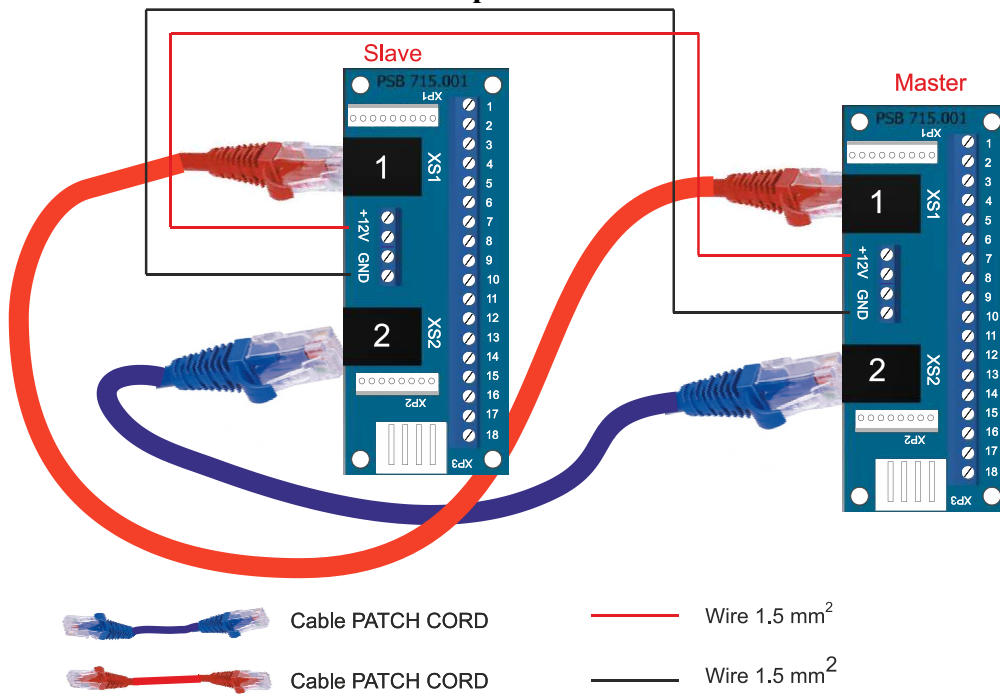 Slave
PSB 715.001
XP1
1
2
3
4
5
6
7
8
9
10
11
12
13
14
15
16
17
18
1
XS1
+12V
GND
2
XS2
XP2
XP3
Master
PSB 715.001
XP1
1
2
3
4
5
6
7
8
9
10
11
12
13
14
15
16
17
18
1
XS1
+12V
GND
2
XS2
XP2
XP3
Cable PATCH CORD
Wire 1.5 mm²
Cable PATCH CORD
Wire 1.5 mm²